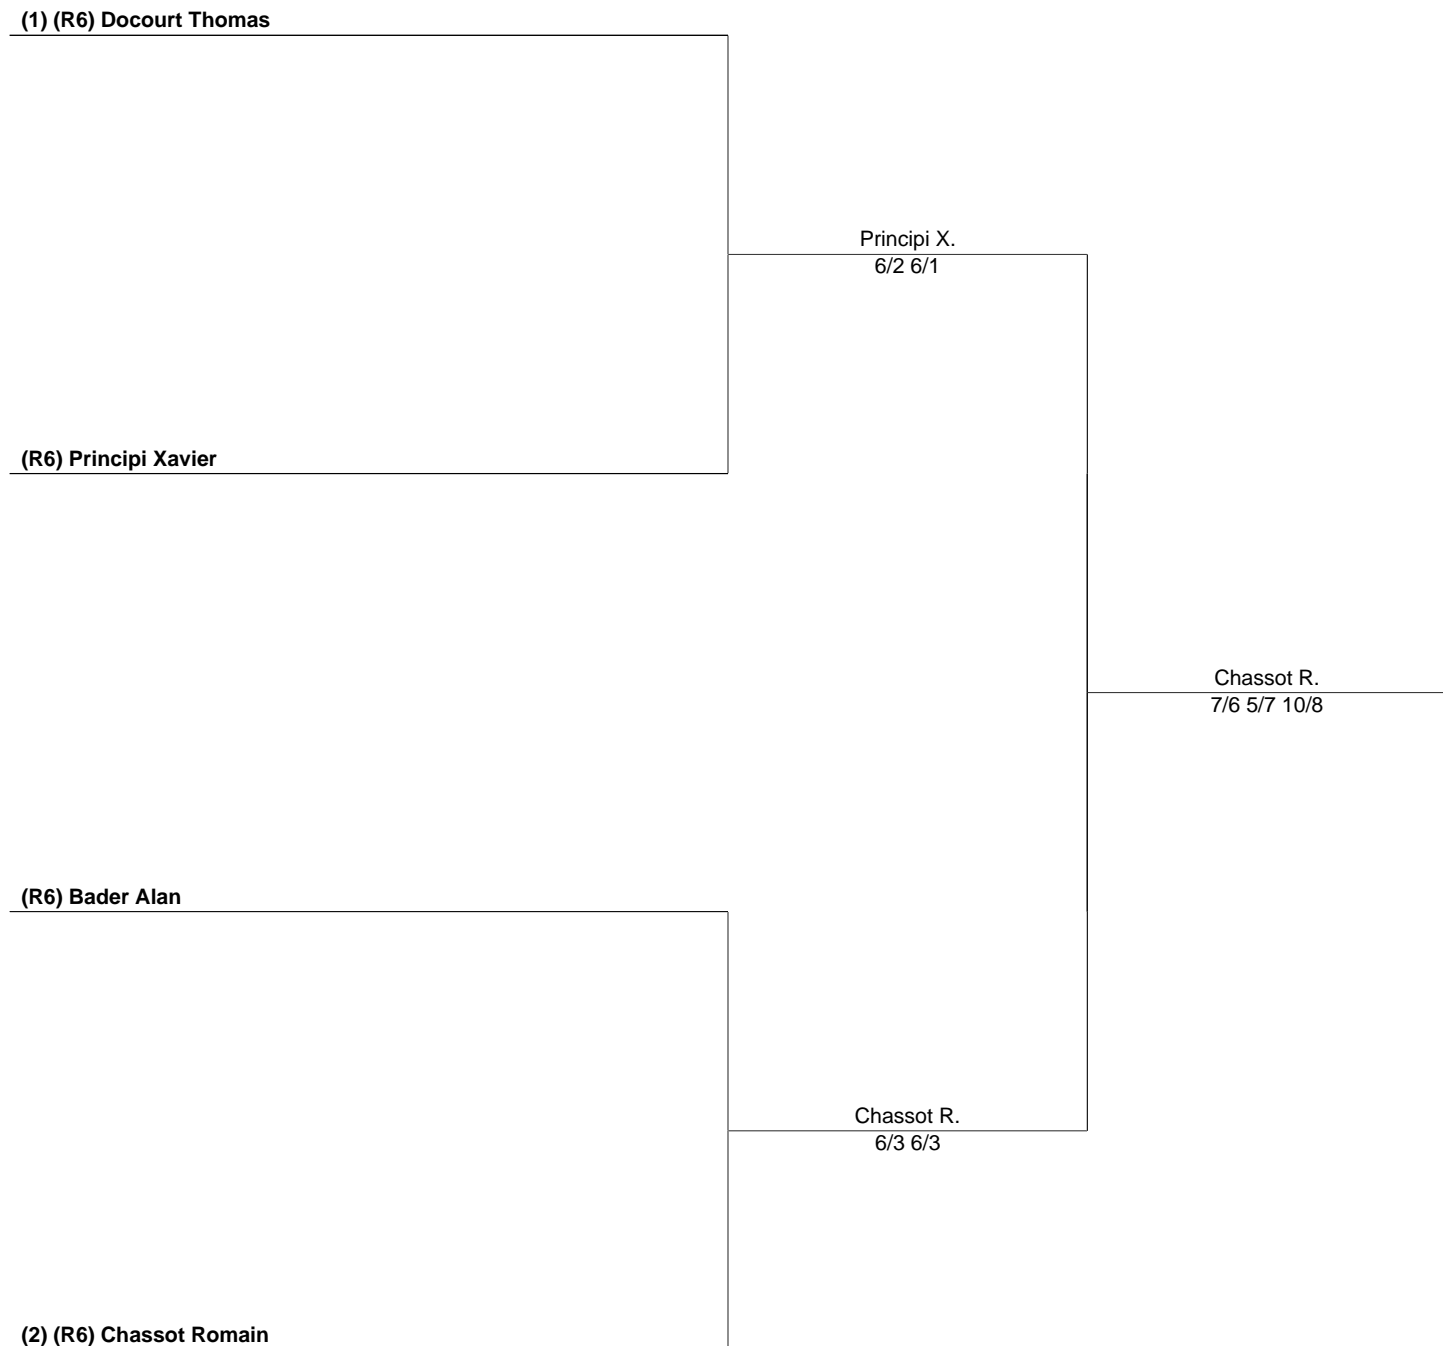 (1) (R6) Docourt Thomas
Principi X.
6/2 6/1
(R6) Principi Xavier
Chassot R.
7/6 5/7 10/8
(R6) Bader Alan
Chassot R.
6/3 6/3
(2) (R6) Chassot Romain